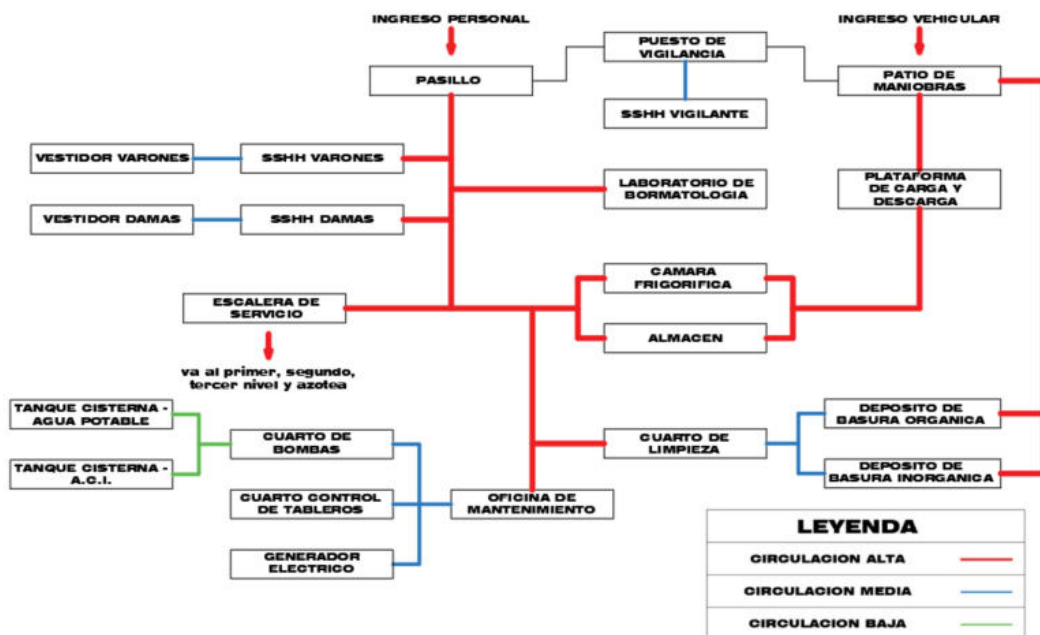 INGRESO PERSONAL
INGRESO VEHICULAR
PUESTO DE
VIGILANCIA
PASILLO
PATIO DE
MANIOBRAS
SSHH VIGILANTE
VESTIDOR VARONES
SSHH VARONES
LABORATORIO DE
BORMATOLOGIA
PLATAFORMA
DE CARGA Y
DESCARGA
VESTIDOR DAMAS
SSHH DAMAS
CAMARA
FRIGORIFICA
ESCALERA DE
SERVICIO
ALMACEN
va al primer, segundo,
tercer nivel y azotea
TANQUE CISTERNA -
AGUA POTABLE
CUARTO DE
BOMBAS
CUARTO DE
LIMPIEZA
DEPOSITO DE
BASURA ORGANICA
TANQUE CISTERNA -
A.C.I.
DEPOSITO DE
BASURA INORGANICA
CUARTO CONTROL
DE TABLEROS
OFICINA DE
MANTENIMIENTO
GENERADOR
ELECTRICO
LEYENDA
CIRCULACION ALTA
CIRCULACION MEDIA
CIRCULACION BAJA